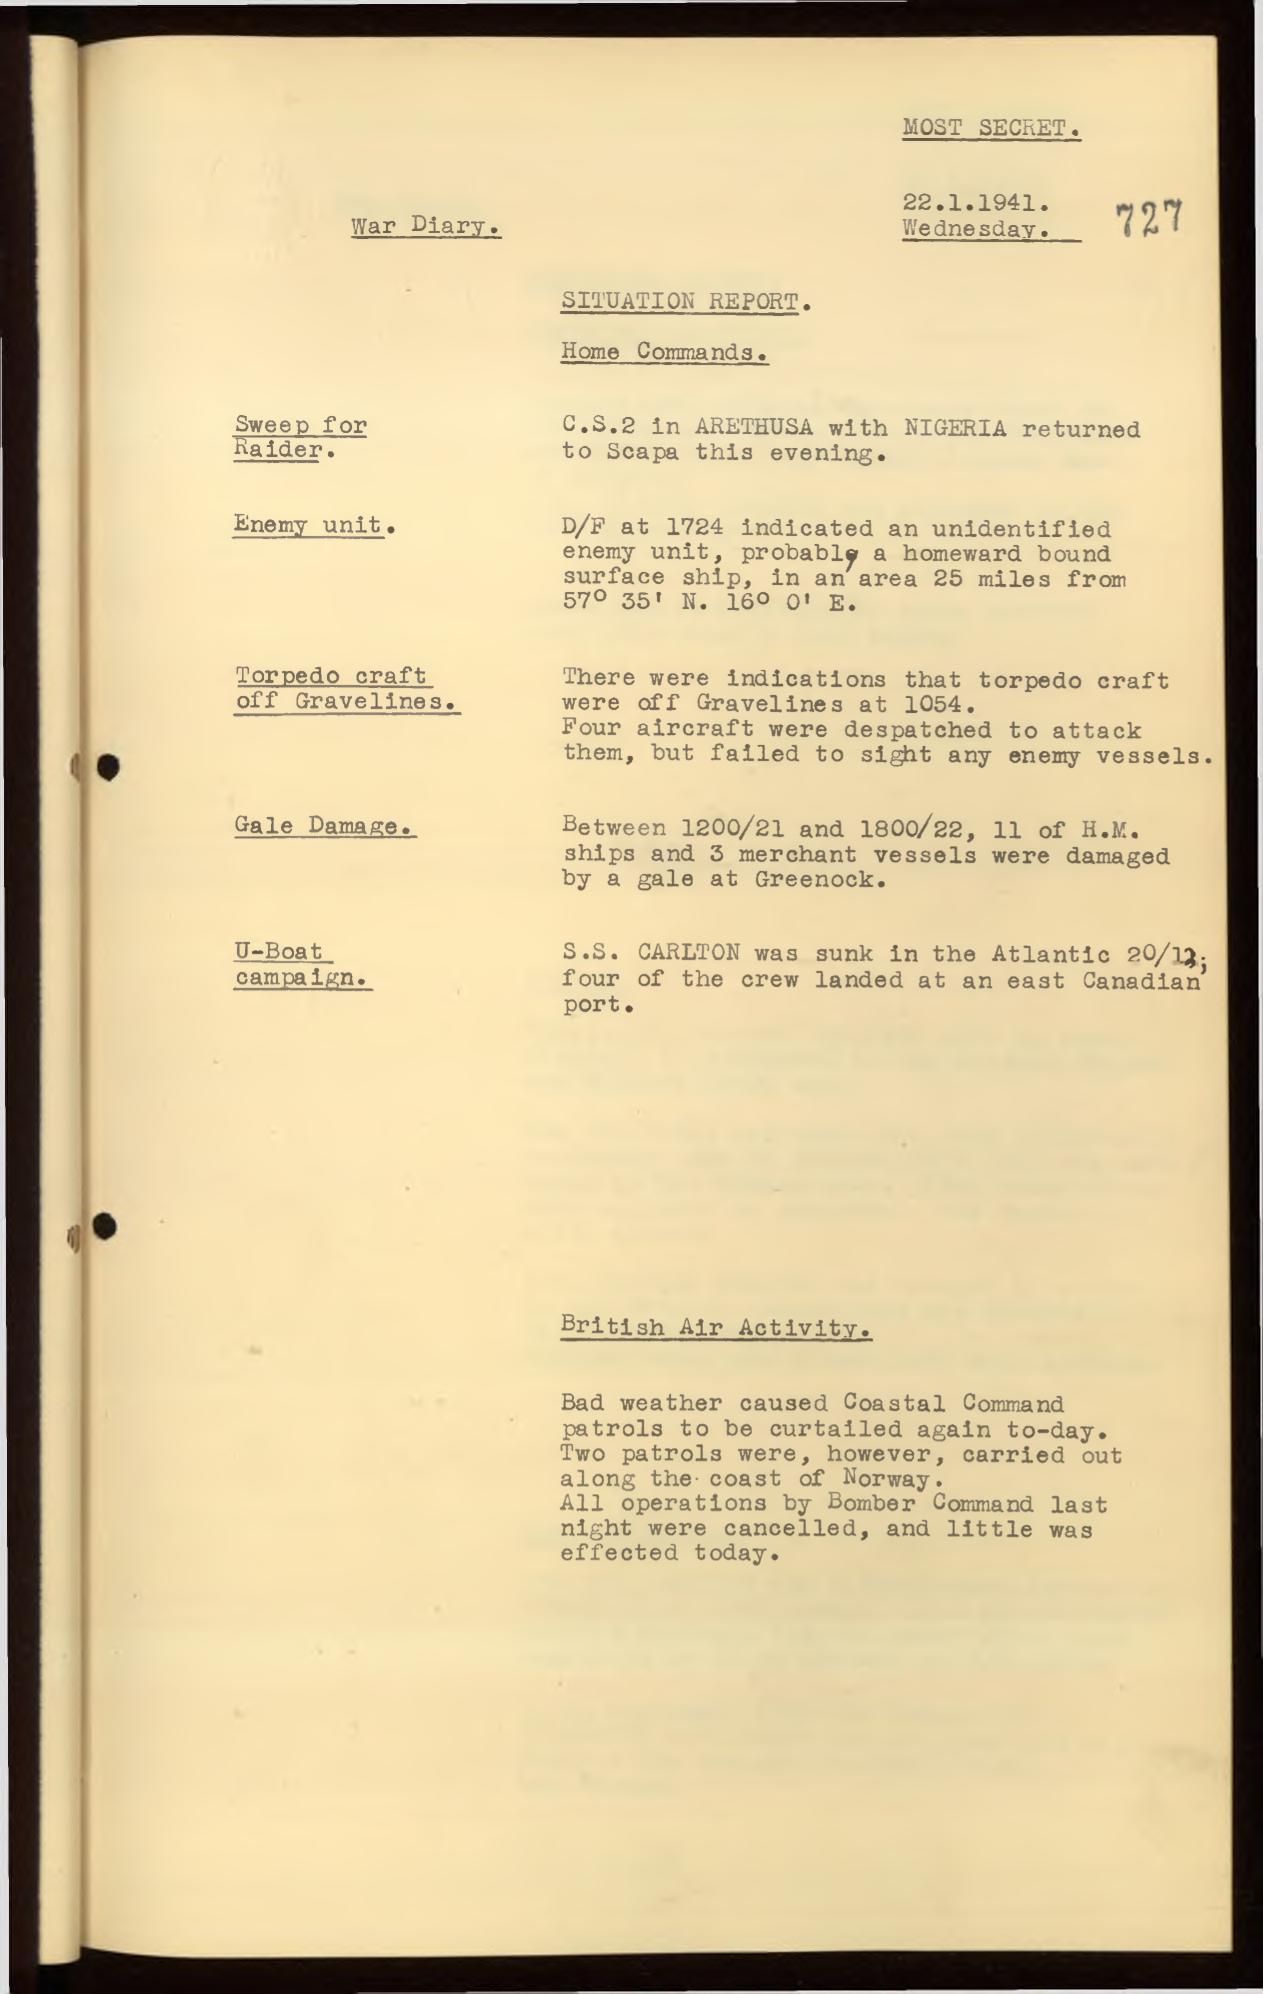 MOST SECRET.
War Diary.
22.1.1941.
Wednesday.
727
SITUATION REPORT.
Home Commands.
Sweep for
Raider.
C.S.2 in ARETHUSA with NIGERIA returned
to Scapa this evening.
Enemy unit.
D/F at 1724 indicated an unidentified
enemy unit, probably a homeward bound
surface ship, in an area 25 miles from
57° 35' N. 16° 0' E.
Torpedo craft
off Gravelines.
There were indications that torpedo craft
were off Gravelines at 1054.
Four aircraft were despatched to attack
them, but failed to sight any enemy vessels.
Gale Damage.
Between 1200/21 and 1800/22, 11 of H.M.
ships and 3 merchant vessels were damaged
by a gale at Greenock.
U-Boat
campaign.
S.S. CARLTON was sunk in the Atlantic 20/12;
four of the crew landed at an east Canadian
port.
British Air Activity.
Bad weather caused Coastal Command
patrols to be curtailed again to-day.
Two patrols were, however, carried out
along the coast of Norway.
All operations by Bomber Command last
night were cancelled, and little was
effected today.